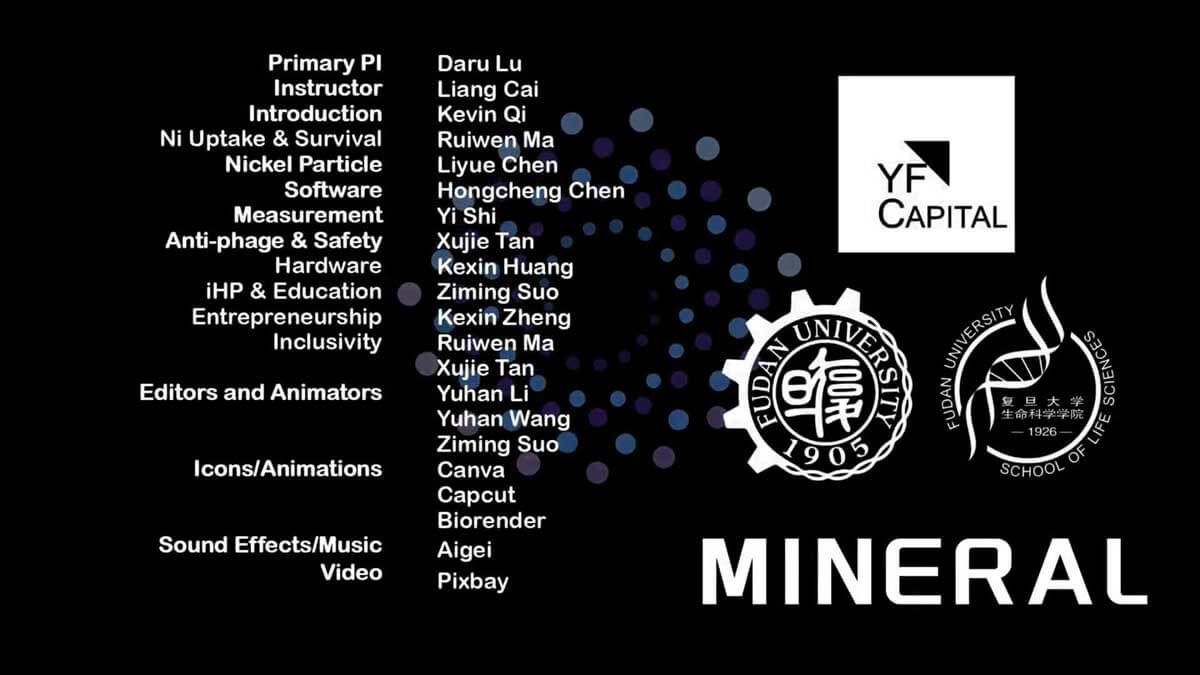 Primary PI Daru Lu
Instructor Liang Cai
Introduction Kevin Qi
Ni Uptake & Survival Ruiwen Ma
Nickel Particle Liyue Chen
Software Hongcheng Chen
Measurement Yi Shi
Anti-phage & Safety Xujie Tan
Hardware Kexin Huang
iHP & Education Ziming Suo
Entrepreneurship Kexin Zheng
Inclusivity Ruiwen Ma
Xujie Tan
Editors and Animators Yuhan Li
Yuhan Wang
Ziming Suo
Icons/Animations Canva
Capcut
Biorender
Sound Effects/Music Aigei
Video Pixbay
YF
CAPITAL
FUDAN UNIVERSITY
1905
FUDAN UNIVERSITY
SCHOOL OF LIFE SCIENCES
复旦大学
生命科学学院
— 1926 —
MINERAL